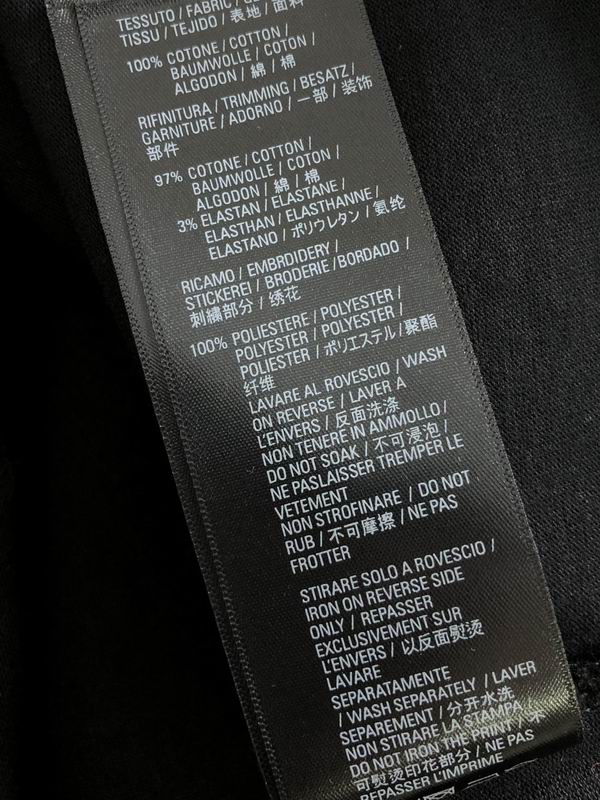 TESSUTO / FABRIC /
TISSU / TEJIDO / 表地 / 面料
100% COTONE / COTTON /
BAUMWOLLE / COTON /
ALGODON / 綿 / 棉
RIFINITURA / TRIMMING / BESATZ /
GARNITURE / ADORNO / 一部 / 装饰
部件
97% COTONE / COTTON /
BAUMWOLLE / COTON /
ALGODON / 綿 / 棉
3% ELASTAN / ELASTANE /
ELASTHAN / ELASTHANNE /
ELASTANO / ポリウレタン / 氨纶
RICAMO / EMBRDIDERY /
STICKEREI / BRODERIE /BORDADO /
刺繍部分 / 绣花
100% POLIESTERE / POLYESTER /
POLYESTER / POLYESTER /
POLIESTER / ポリエステル / 聚酯
纤维
LAVARE AL ROVESCIO / WASH
ON REVERSE / LAVER A
L'ENVERS / 反面洗涤
NON TENERE IN AMMOLLO /
DO NOT SOAK / 不可浸泡 /
NE PASLAISSER TREMPER LE
VETEMENT
NON STROFINARE / DO NOT
RUB / 不可摩擦 / NE PAS
FROTTER
STIRARE SOLO A ROVESCIO /
IRON ON REVERSE SIDE
ONLY / REPASSER
EXCLUSIVEMENT SUR
L'ENVERS / 以反面熨烫
LAVARE
SEPARATAMENTE
/ WASH SEPARATELY / LAVER
SEPAREMENT / 分开水洗
NON STIRARE LA STAMPA
DO NOT IRON THE PRINT / 不
可熨烫印花部分 / NE PAS
REPASSER L'IMPRIME